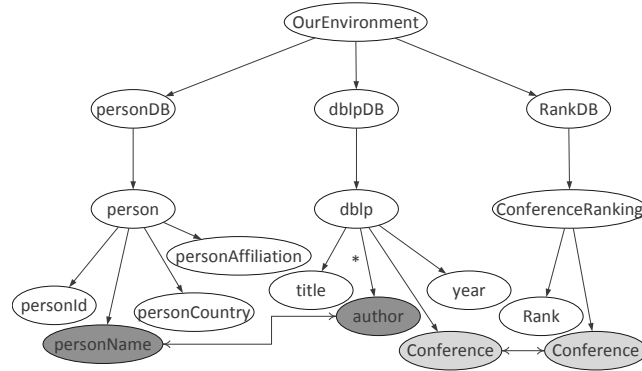 OurEnvironment
personDB
dblpDB
RankDB
person
dblp
ConferenceRanking
personAffiliation
*
personId
personCountry
title
author
year
Rank
personName
Conference
Conference